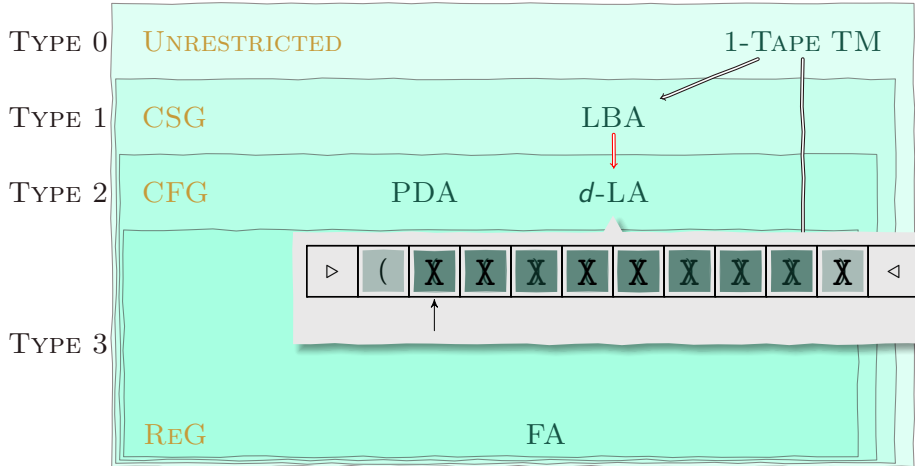 TYPE 0 UNRESTRICTED 1-TAPE TM
TYPE 1 CSG LBA
TYPE 2 CFG PDA d-LA
▷ ( X X X X X X X X X ◁
TYPE 3
REG FA